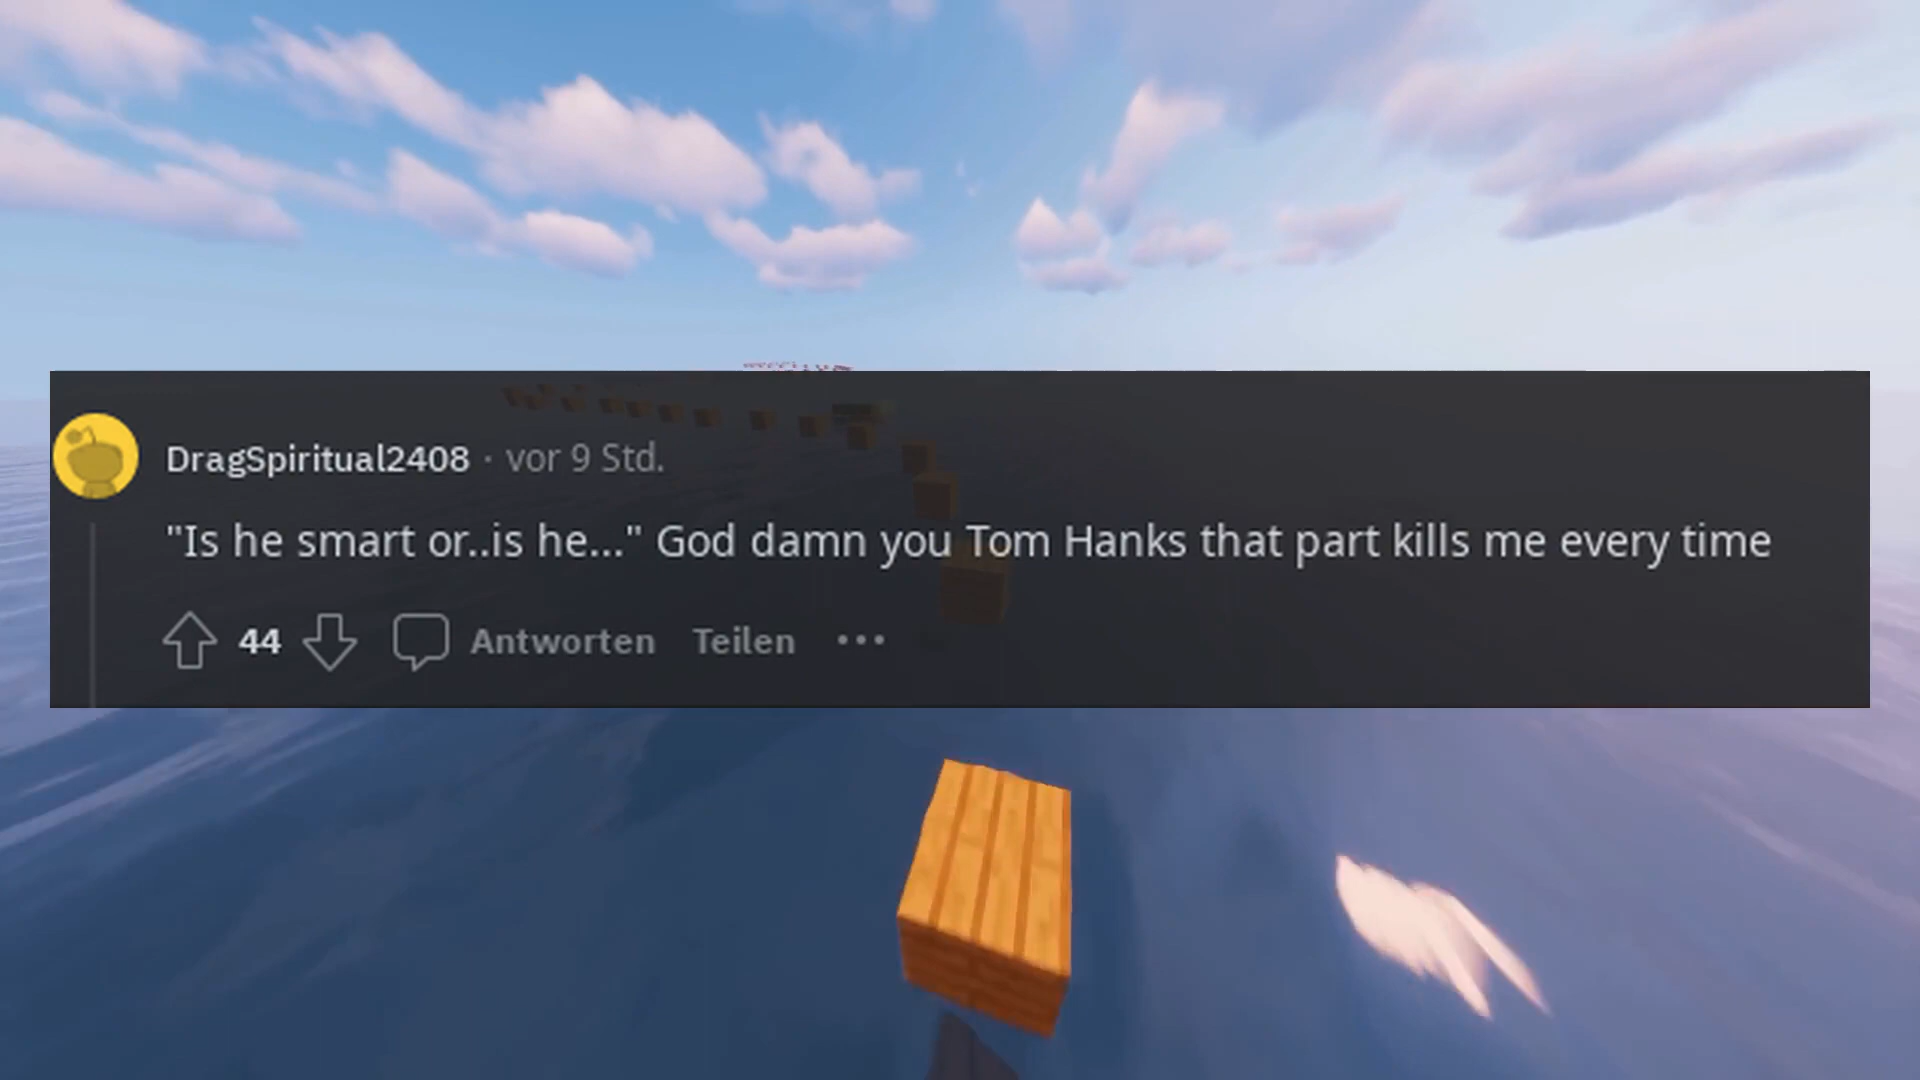 DragSpiritual2408 · vor 9 Std.
"Is he smart or..is he..." God damn you Tom Hanks that part kills me every time
44 Antworten Teilen ...